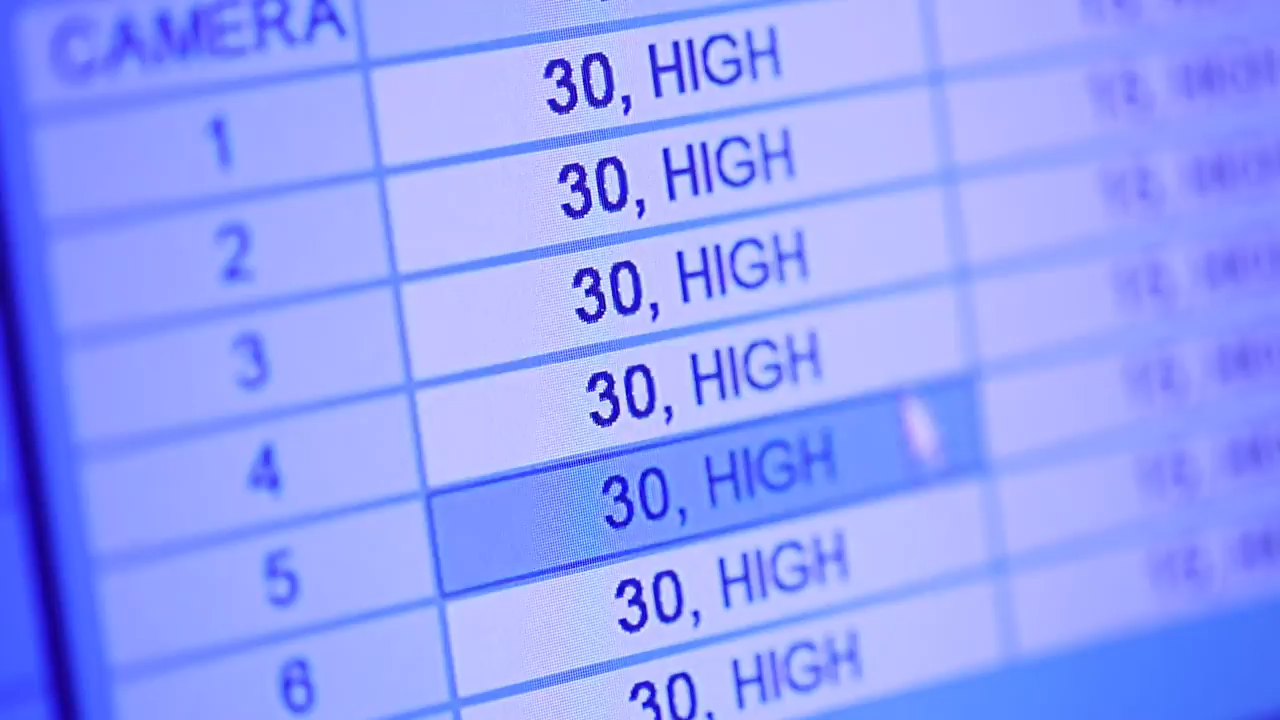 CAMERA
1 30, HIGH
2 30, HIGH
3 30, HIGH
4 30, HIGH
5 30, HIGH
6 30, HIGH
30, HIGH